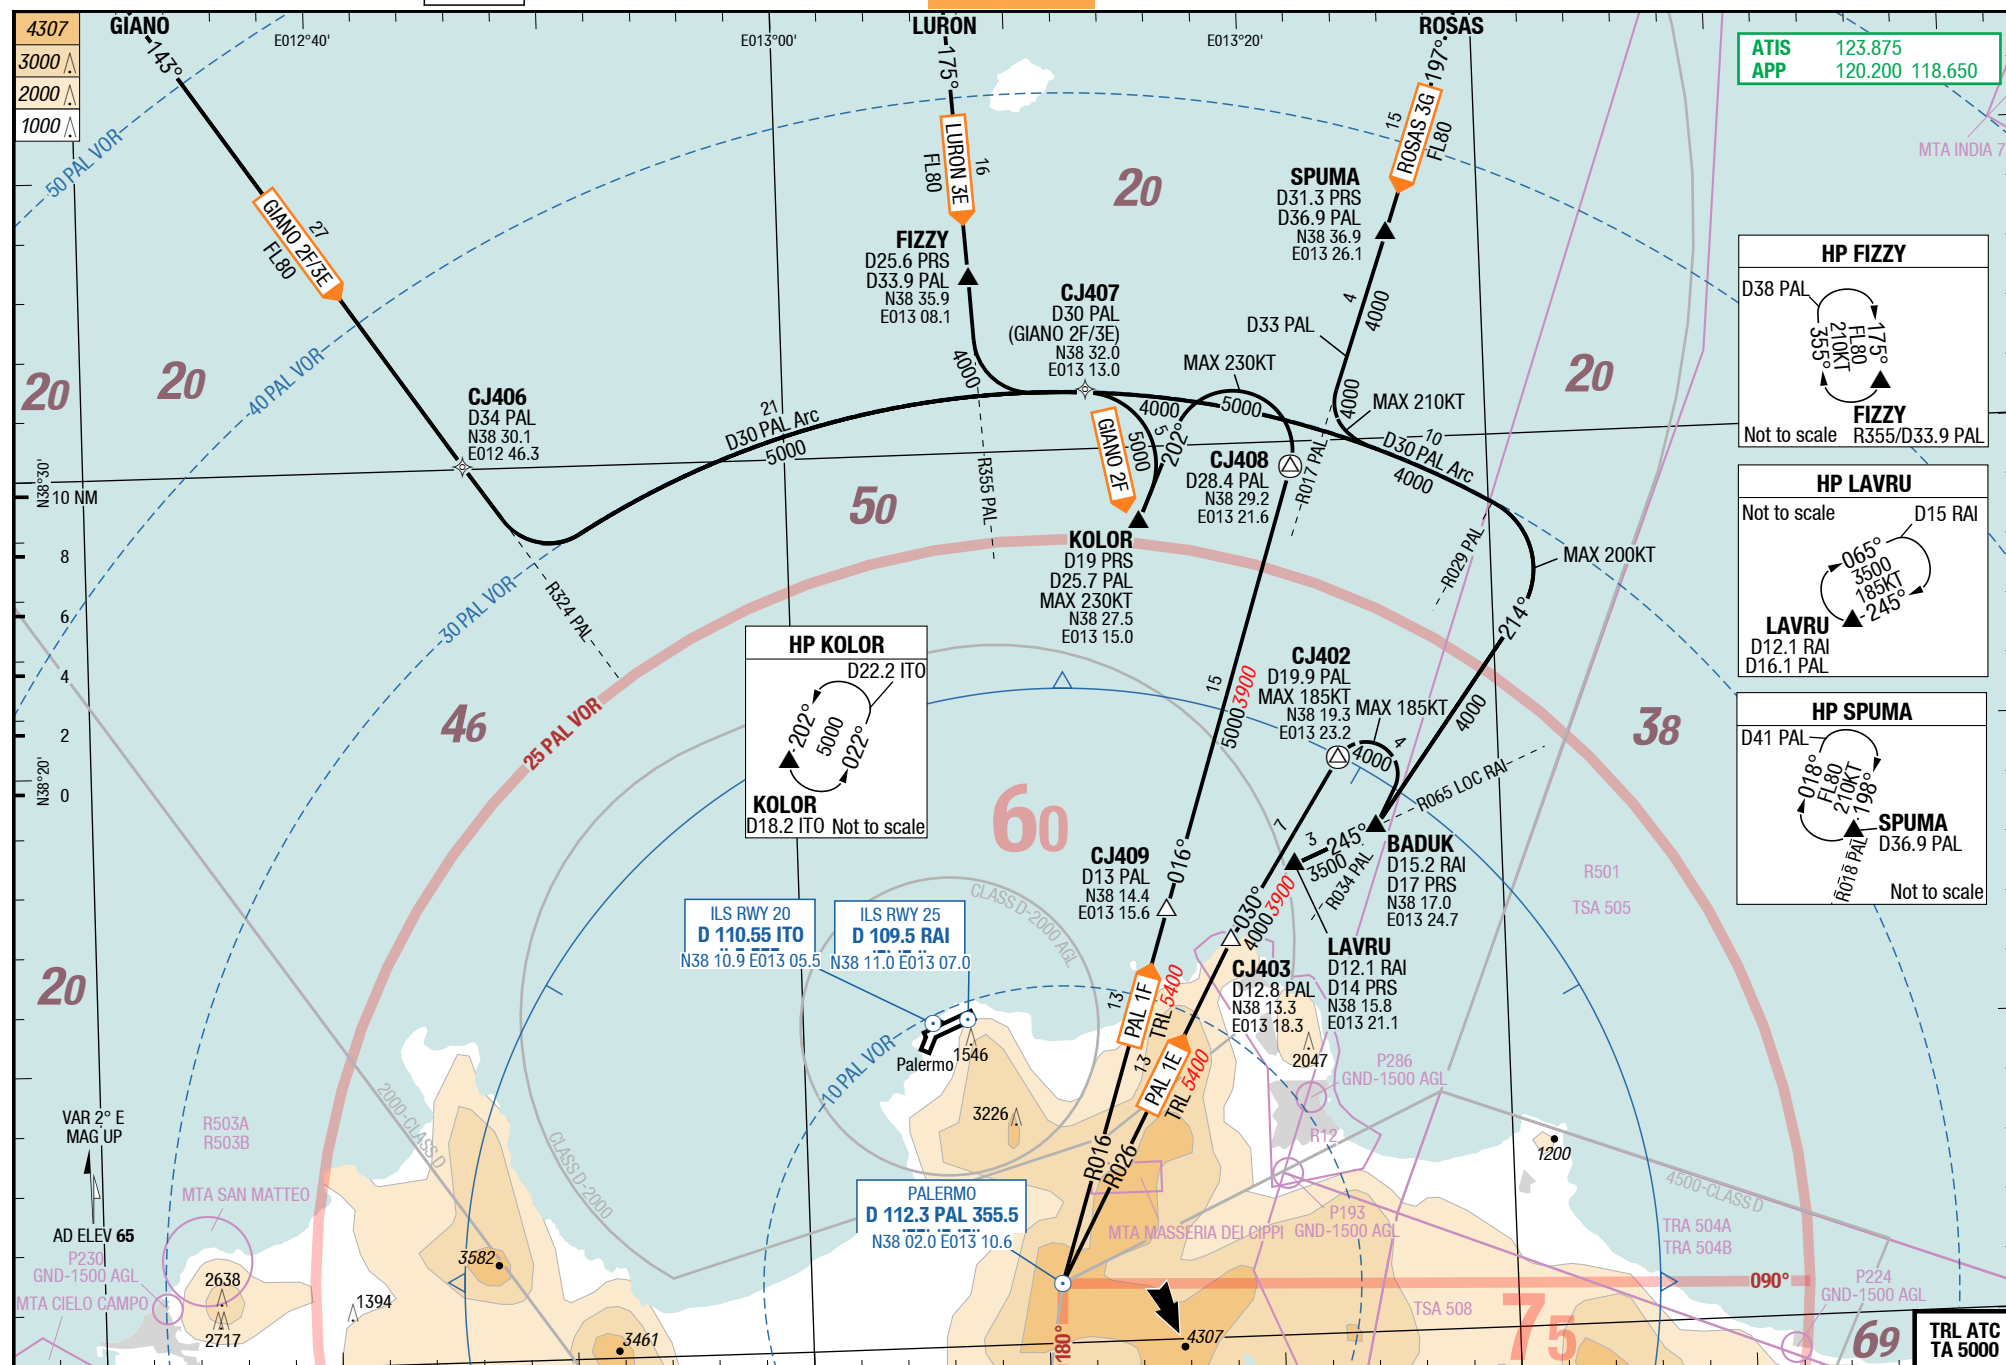 4307
3000
2000
1000
GIANO
E012°40'
E013°00'
LURON
E013°20'
ROSAS
143°
175°
197°
ATIS 123.875
APP 120.200 118.650
MTA INDIA 7
50 PAL VOR
GIANO 2F/3E
27
FL80
LURON 3E
16
FL80
ROSAS 3G
15
FL80
20
20
20
20
20
SPUMA
D31.3 PRS
D36.9 PAL
N38 36.9
E013 26.1
4
4000
FIZZY
D25.6 PRS
D33.9 PAL
N38 35.9
E013 08.1
CJ407
D30 PAL
(GIANO 2F/3E)
N38 32.0
E013 13.0
D33 PAL
MAX 230KT
MAX 210KT
4000
4000
40 PAL VOR
CJ406
D34 PAL
N38 30.1
E012 46.3
21
D30 PAL Arc
5000
4000
5
5000
5000
202°
GIANO 2F
10
D30 PAL Arc
4000
R355 PAL
R017 PAL
R029 PAL
R324 PAL
CJ408
D28.4 PAL
N38 29.2
E013 21.6
KOLOR
D19 PRS
D25.7 PAL
MAX 230KT
N38 27.5
E013 15.0
MAX 200KT
214°
4000
50
46
38
60
N38°30'
10 NM
8
6
4
2
0
N38°20'
30 PAL VOR
25 PAL VOR
HP KOLOR
D22.2 ITO
202°
5000
022°
KOLOR
D18.2 ITO Not to scale
HP FIZZY
D38 PAL
355°
210KT
FL80
175°
FIZZY
Not to scale R355/D33.9 PAL
HP LAVRU
Not to scale
D15 RAI
065°
3500
185KT
245°
LAVRU
D12.1 RAI
D16.1 PAL
HP SPUMA
D41 PAL
018°
FL80
210KT
198°
SPUMA
D36.9 PAL
R018 PAL
Not to scale
15
5000
3900
CJ402
D19.9 PAL
MAX 185KT
N38 19.3
E013 23.2
MAX 185KT
4
4000
R065 LOC RAI
016°
7
3
245°
3500
R034 PAL
BADUK
D15.2 RAI
D17 PRS
N38 17.0
E013 24.7
CJ409
D13 PAL
N38 14.4
E013 15.6
030°
4000
3900
LAVRU
D12.1 RAI
D14 PRS
N38 15.8
E013 21.1
CJ403
D12.8 PAL
N38 13.3
E013 18.3
R501
TSA 505
ILS RWY 20
D 110.55 ITO
N38 10.9 E013 05.5
ILS RWY 25
D 109.5 RAI
N38 11.0 E013 07.0
CLASS D-2000 AGL
13
PAL 1F
TRL
5400
13
PAL 1E
TRL
5400
R016
R026
10 PAL VOR
Palermo
1546
3226
2047
P286
GND-1500 AGL
R12
1200
4500-CLASS D
2000-CLASS D
CLASS D-2000
VAR 2° E
MAG UP
AD ELEV 65
R503A
R503B
MTA SAN MATTEO
P230
GND-1500 AGL
MTA CIELO CAMPO
2638
2717
1394
3582
3461
PALERMO
D 112.3 PAL 355.5
N38 02.0 E013 10.6
MTA MASSERIA DEI CIPPI
P193
GND-1500 AGL
TRA 504A
TRA 504B
090°
180°
4307
TSA 508
75
P224
GND-1500 AGL
69
TRL ATC
TA 5000